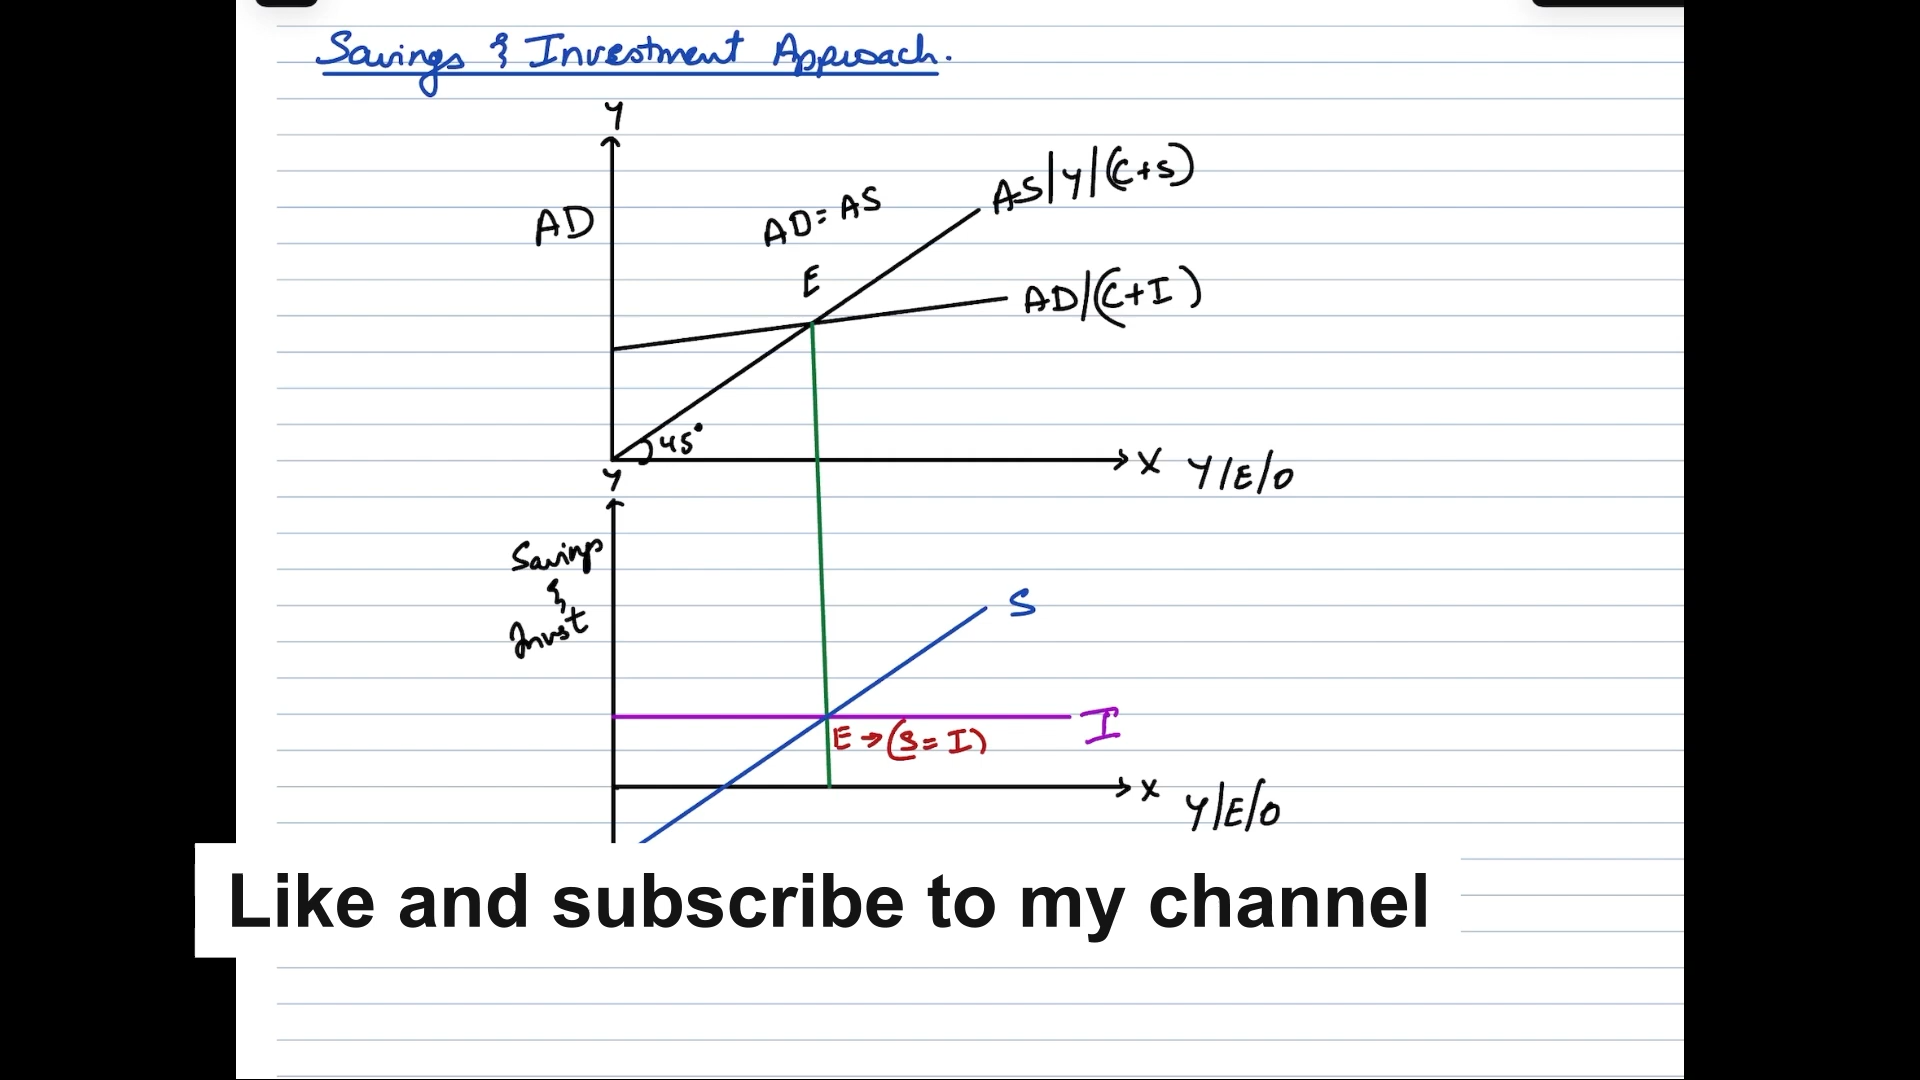 Savings & Investment Approach.
Y
AD
AD = AS
E
AS/Y/(C+S)
AD/(C+I)
45°
X Y/E/O
Y
Savings
&
Invst
S
I
E → (S = I)
X Y/E/O
Like and subscribe to my channel